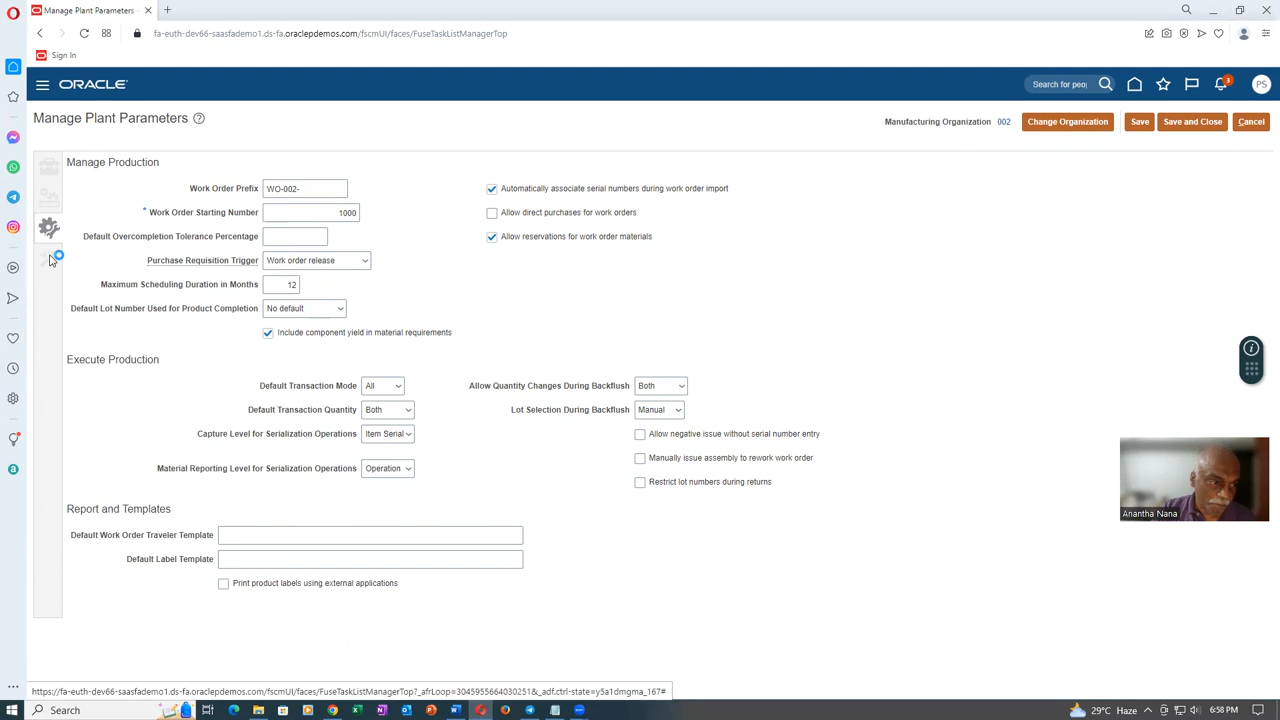 Manage Plant Parameters
fa-euth-dev66-saasfademo1.ds-fa.oraclepdemos.com/fscmUI/faces/FuseTaskListManagerTop
Sign In
ORACLE
Search for peo
3
PS
Manage Plant Parameters
Manufacturing Organization 002
Change Organization
Save
Save and Close
Cancel
Manage Production
Work Order Prefix WO-002-
Automatically associate serial numbers during work order import
* Work Order Starting Number 1000
Allow direct purchases for work orders
Default Overcompletion Tolerance Percentage
Allow reservations for work order materials
Purchase Requisition Trigger Work order release
Maximum Scheduling Duration in Months 12
Default Lot Number Used for Product Completion No default
Include component yield in material requirements
Execute Production
Default Transaction Mode All
Allow Quantity Changes During Backflush Both
Default Transaction Quantity Both
Lot Selection During Backflush Manual
Capture Level for Serialization Operations Item Serial
Allow negative issue without serial number entry
Manually issue assembly to rework work order
Material Reporting Level for Serialization Operations Operation
Restrict lot numbers during returns
Report and Templates
Default Work Order Traveler Template
Default Label Template
Print product labels using external applications
Anantha Nana
https://fa-euth-dev66-saasfademo1.ds-fa.oraclepdemos.com/fscmUI/faces/FuseTaskListManagerTop?_afrLoop=3045955664030251&_adf.ctrl-state=y5a1dmgma_167#
Search
29°C Haze
6:58 PM